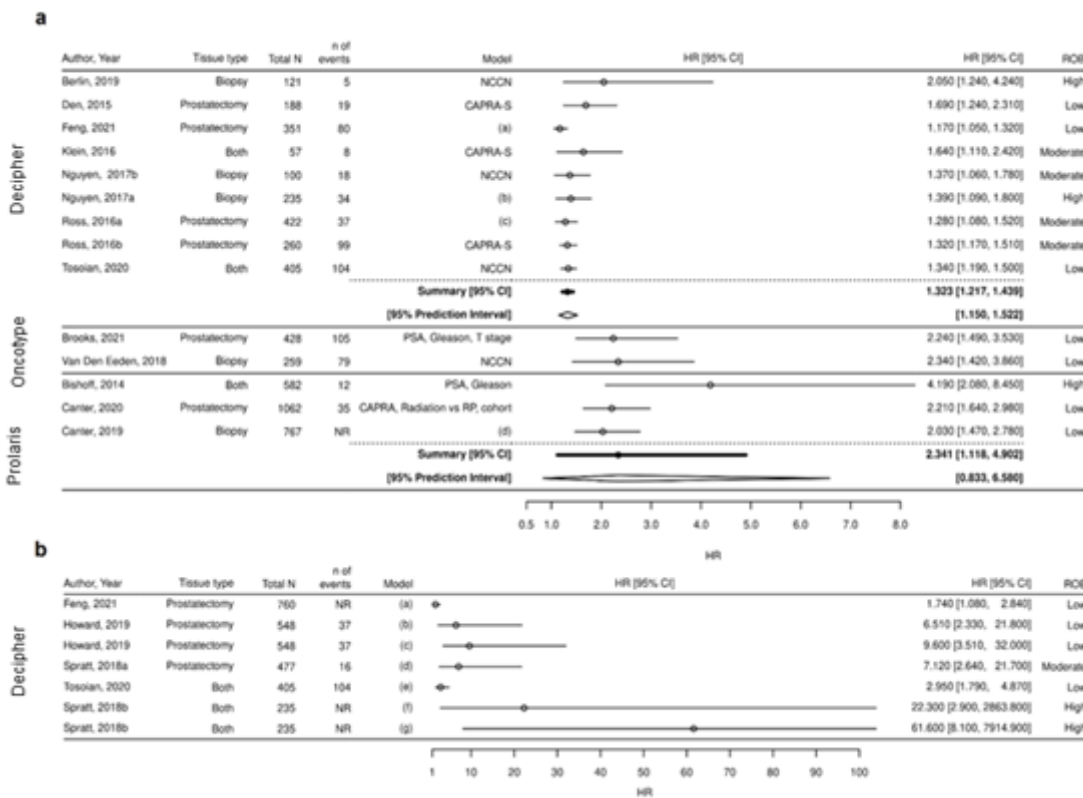 a
n of
Author, Year Tissue type Total N events Model HR [95% CI] HR [95% CI] ROB
Decipher
Berlin, 2019 Biopsy 121 5 NCCN 2.050 [1.240, 4.240] High
Den, 2015 Prostatectomy 188 19 CAPRA-S 1.690 [1.240, 2.310] Low
Feng, 2021 Prostatectomy 351 80 (a) 1.170 [1.050, 1.320] Low
Klein, 2016 Both 57 8 CAPRA-S 1.640 [1.110, 2.420] Moderate
Nguyen, 2017b Biopsy 100 18 NCCN 1.370 [1.060, 1.780] Moderate
Nguyen, 2017a Biopsy 235 34 (b) 1.390 [1.090, 1.800] High
Ross, 2016a Prostatectomy 422 37 (c) 1.280 [1.080, 1.520] Moderate
Ross, 2016b Prostatectomy 260 99 CAPRA-S 1.320 [1.170, 1.510] Moderate
Tosoian, 2020 Both 405 104 NCCN 1.340 [1.190, 1.500] Low
Summary [95% CI] 1.323 [1.217, 1.439]
[95% Prediction Interval] [1.150, 1.522]
Oncotype
Brooks, 2021 Prostatectomy 428 105 PSA, Gleason, T stage 2.240 [1.490, 3.530] Low
Van Den Eeden, 2018 Biopsy 259 79 NCCN 2.340 [1.420, 3.860] Low
Prolaris
Bishoff, 2014 Both 582 12 PSA, Gleason 4.190 [2.080, 8.450] High
Canter, 2020 Prostatectomy 1062 35 CAPRA, Radiation vs RP, cohort 2.210 [1.640, 2.980] Low
Canter, 2019 Biopsy 767 NR (d) 2.030 [1.470, 2.780] Low
Summary [95% CI] 2.341 [1.118, 4.902]
[95% Prediction Interval] [0.833, 6.580]
0.5 1.0 2.0 3.0 4.0 5.0 6.0 7.0 8.0
HR
b
n of
Author, Year Tissue type Total N events Model HR [95% CI] HR [95% CI] ROB
Decipher
Feng, 2021 Prostatectomy 760 NR (a) 1.740 [1.080, 2.840] Low
Howard, 2019 Prostatectomy 548 37 (b) 6.510 [2.330, 21.800] Low
Howard, 2019 Prostatectomy 548 37 (c) 9.600 [3.510, 32.000] Low
Spratt, 2018a Prostatectomy 477 16 (d) 7.120 [2.640, 21.700] Moderate
Tosoian, 2020 Both 405 104 (e) 2.950 [1.790, 4.870] Low
Spratt, 2018b Both 235 NR (f) 22.300 [2.900, 2863.800] High
Spratt, 2018b Both 235 NR (g) 61.600 [8.100, 7914.900] High
1 10 20 30 40 50 60 70 80 90 100
HR